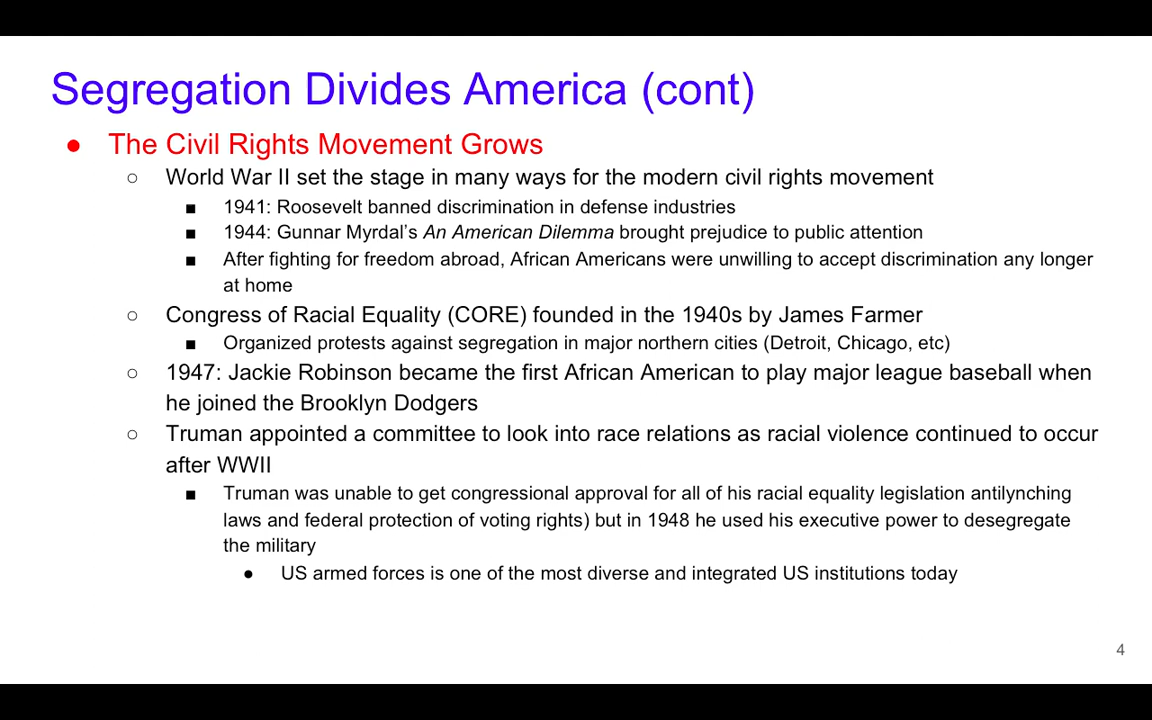 Segregation Divides America (cont)
● The Civil Rights Movement Grows
○ World War II set the stage in many ways for the modern civil rights movement
■ 1941: Roosevelt banned discrimination in defense industries
■ 1944: Gunnar Myrdal’s An American Dilemma brought prejudice to public attention
■ After fighting for freedom abroad, African Americans were unwilling to accept discrimination any longer
at home
○ Congress of Racial Equality (CORE) founded in the 1940s by James Farmer
■ Organized protests against segregation in major northern cities (Detroit, Chicago, etc)
○ 1947: Jackie Robinson became the first African American to play major league baseball when
he joined the Brooklyn Dodgers
○ Truman appointed a committee to look into race relations as racial violence continued to occur
after WWII
■ Truman was unable to get congressional approval for all of his racial equality legislation antilynching
laws and federal protection of voting rights) but in 1948 he used his executive power to desegregate
the military
● US armed forces is one of the most diverse and integrated US institutions today
4